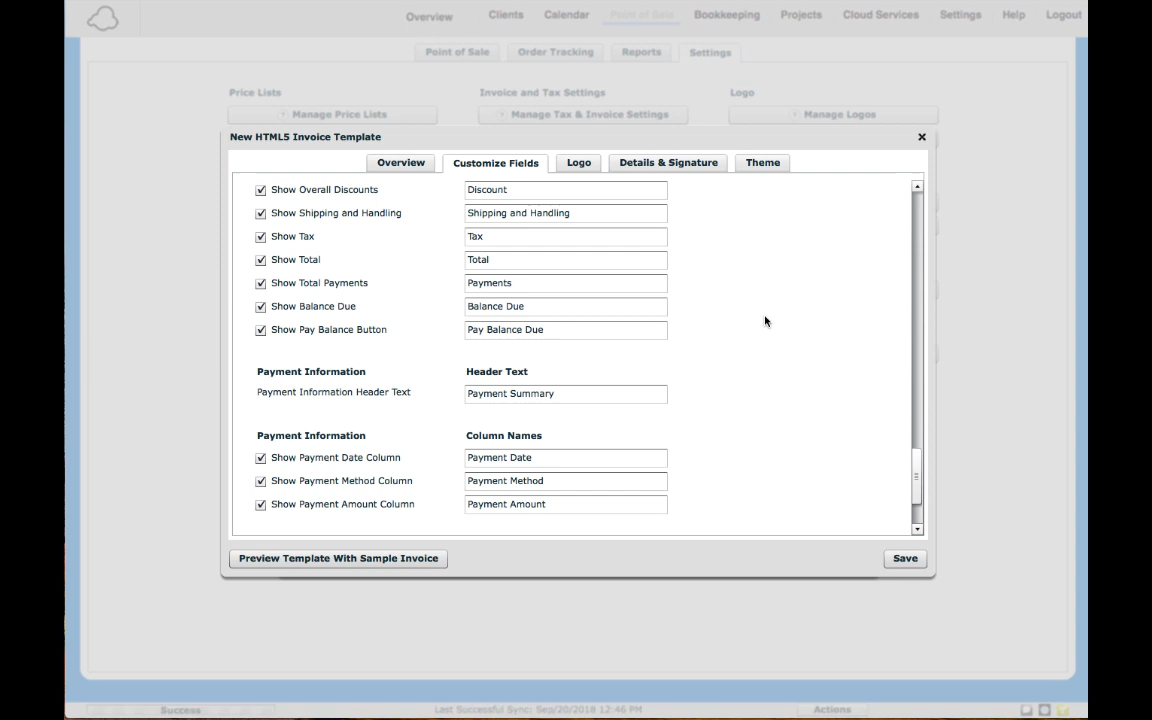 Overview Clients Calendar Point of Sale Bookkeeping Projects Cloud Services Settings Help Logout
Point of Sale Order Tracking Reports Settings
Price Lists Invoice and Tax Settings Logo
Manage Price Lists Manage Tax & Invoice Settings Manage Logos
New HTML5 Invoice Template
Overview Customize Fields Logo Details & Signature Theme
Show Overall Discounts Discount
Show Shipping and Handling Shipping and Handling
Show Tax Tax
Show Total Total
Show Total Payments Payments
Show Balance Due Balance Due
Show Pay Balance Button Pay Balance Due
Payment Information Header Text
Payment Information Header Text Payment Summary
Payment Information Column Names
Show Payment Date Column Payment Date
Show Payment Method Column Payment Method
Show Payment Amount Column Payment Amount
Preview Template With Sample Invoice Save
Success Last Successful Sync: Sep/20/2018 12:46 PM Actions